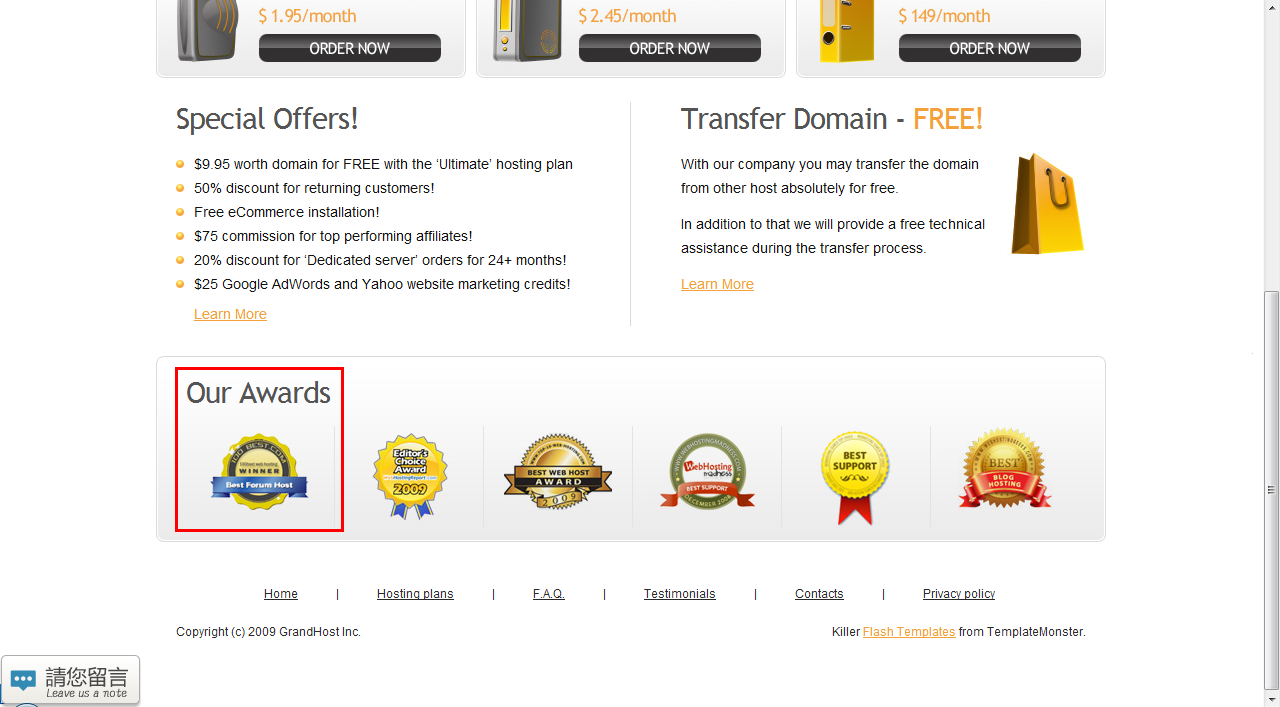 $ 1.95/month
ORDER NOW
$ 2.45/month
ORDER NOW
$ 149/month
ORDER NOW
Special Offers!
$9.95 worth domain for FREE with the ‘Ultimate’ hosting plan
50% discount for returning customers!
Free eCommerce installation!
$75 commission for top performing affiliates!
20% discount for ‘Dedicated server’ orders for 24+ months!
$25 Google AdWords and Yahoo website marketing credits!
Learn More
Transfer Domain - FREE!
With our company you may transfer the domain
from other host absolutely for free.
In addition to that we will provide a free technical
assistance during the transfer process.
Learn More
Our Awards
WINNER
Best Forum Host
Editor's
Choice
Award
2009
BEST WEB HOST
AWARD
2009
WebHosting
madness
BEST SUPPORT
BEST
SUPPORT
BEST
BLOG
HOSTING
Home | Hosting plans | F.A.Q. | Testimonials | Contacts | Privacy policy
Copyright (c) 2009 GrandHost Inc.
Killer Flash Templates from TemplateMonster.
請您留言
Leave us a note